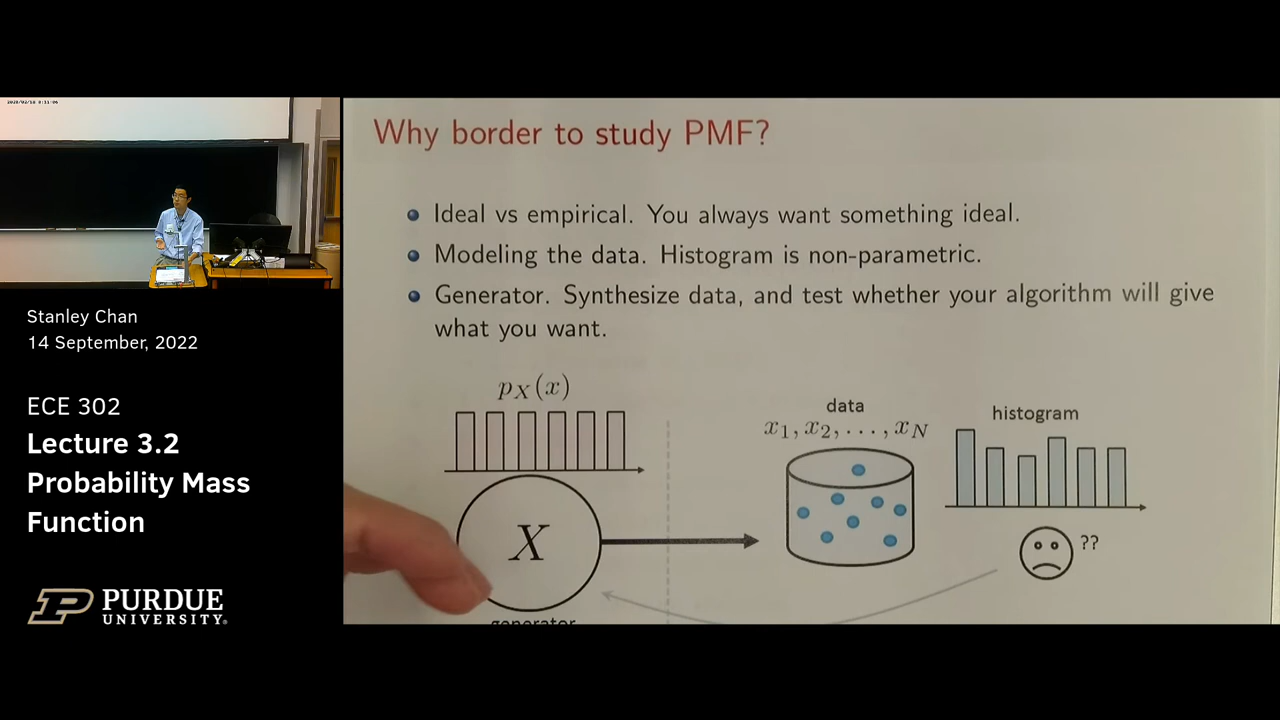 Stanley Chan
14 September, 2022
ECE 302
Lecture 3.2
Probability Mass
Function
PURDUE
UNIVERSITY®
Why border to study PMF?
Ideal vs empirical. You always want something ideal.
Modeling the data. Histogram is non-parametric.
Generator. Synthesize data, and test whether your algorithm will give
what you want.
pX(x)
data
x1, x2, . . . , xN
histogram
X
??
generator